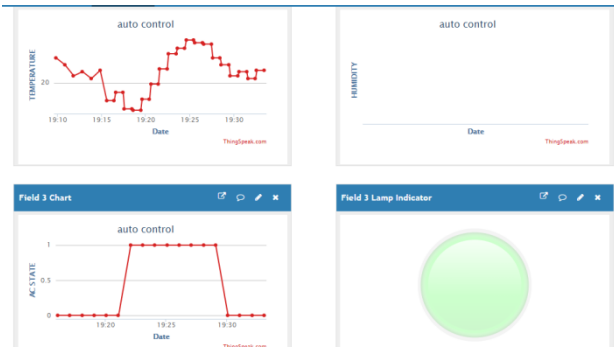 auto control
TEMPERATURE
20
19:10 19:15 19:20 19:25 19:30
Date
ThingSpeak.com
auto control
HUMIDITY
Date
ThingSpeak.com
Field 3 Chart
auto control
AC STATE
1
0.5
0
19:20 19:25 19:30
Date
ThingSpeak.com
Field 3 Lamp Indicator